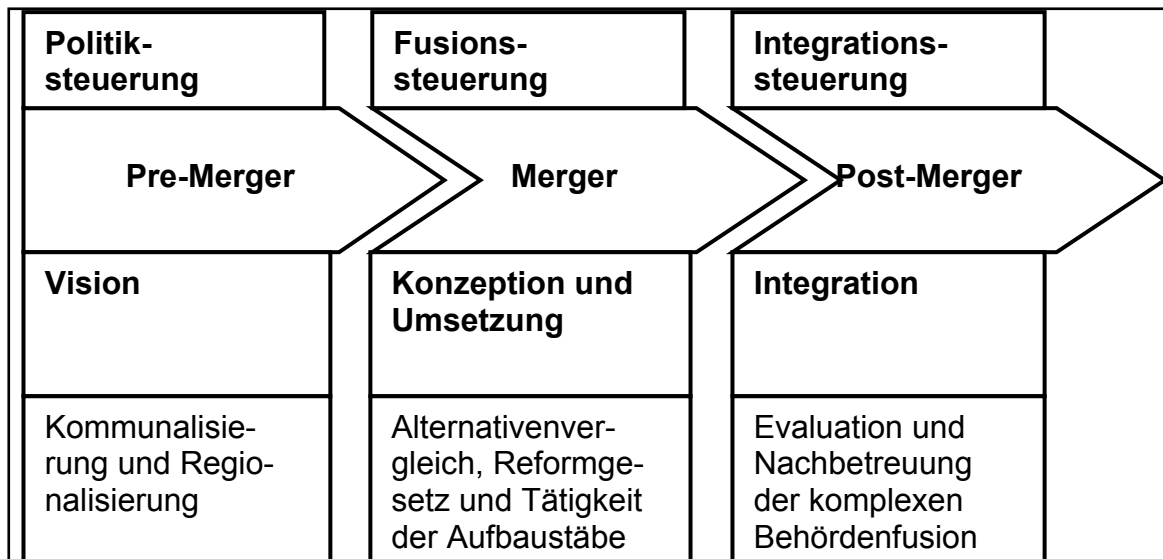 Politik-
steuerung
Fusions-
steuerung
Integrations-
steuerung
Pre-Merger
Merger
Post-Merger
Vision
Konzeption und
Umsetzung
Integration
Kommunalisie-
rung und Regio-
nalisierung
Alternativenver-
gleich, Reformge-
setz und Tätigkeit
der Aufbaustäbe
Evaluation und
Nachbetreuung
der komplexen
Behördenfusion